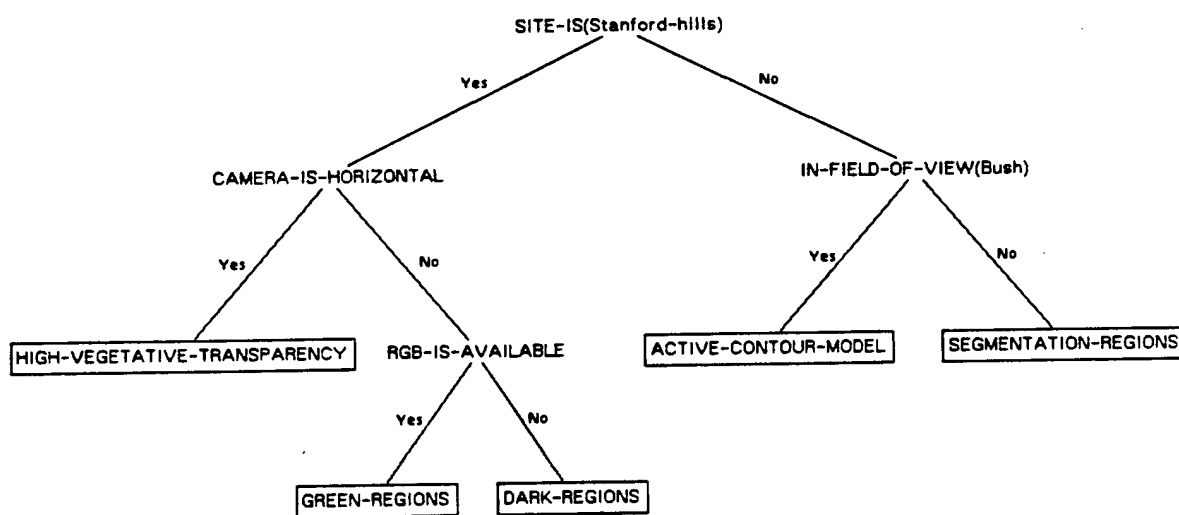 SITE-IS(Stanford-hills)
Yes
No
CAMERA-IS-HORIZONTAL
IN-FIELD-OF-VIEW(Bush)
Yes
No
Yes
No
HIGH-VEGETATIVE-TRANSPARENCY
RGB-IS-AVAILABLE
ACTIVE-CONTOUR-MODEL
SEGMENTATION-REGIONS
Yes
No
GREEN-REGIONS
DARK-REGIONS